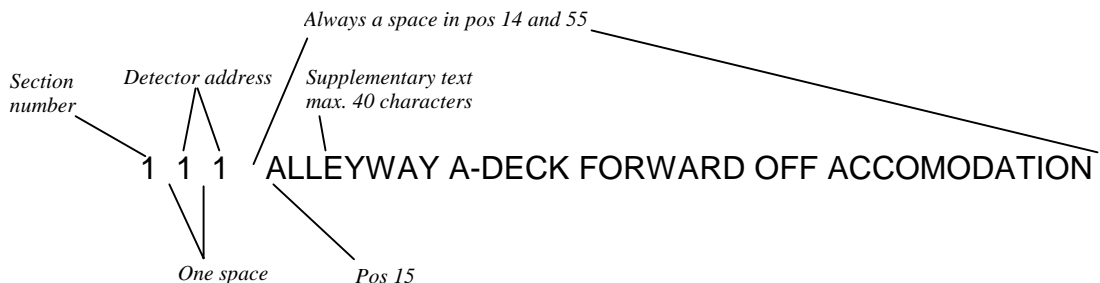 Always a space in pos 14 and 55
Section
number
Detector address
Supplementary text
max. 40 characters
1 1 1 ALLEYWAY A-DECK FORWARD OFF ACCOMODATION
One space
Pos 15